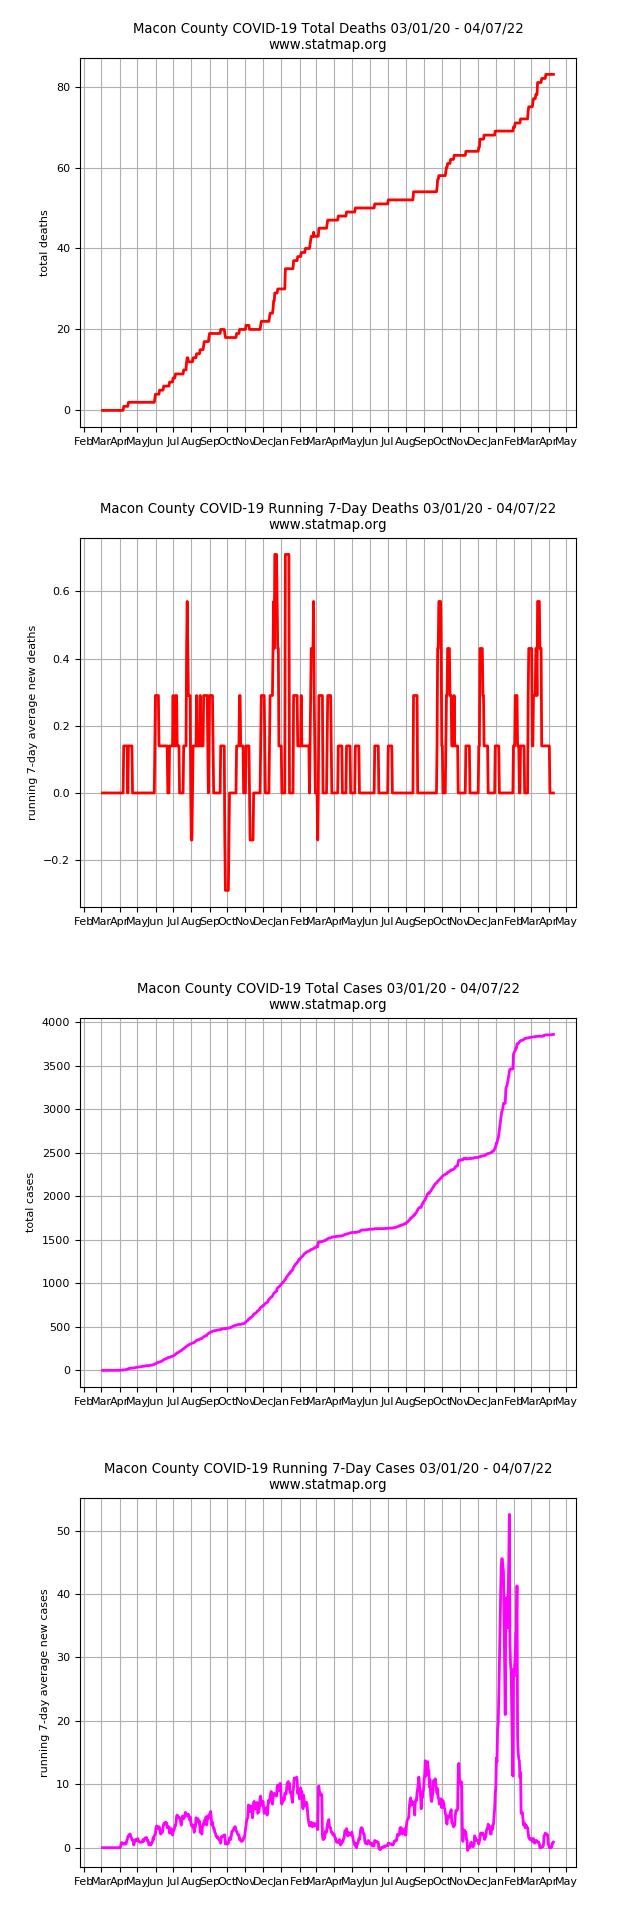 Macon County COVID-19 Total Deaths 03/01/20 - 04/07/22
www.statmap.org
total deaths
80
60
40
20
0
Feb Mar Apr May Jun Jul Aug Sep Oct Nov Dec Jan Feb Mar Apr May Jun Jul Aug Sep Oct Nov Dec Jan Feb Mar Apr May
Macon County COVID-19 Running 7-Day Deaths 03/01/20 - 04/07/22
www.statmap.org
running 7-day average new deaths
0.6
0.4
0.2
0.0
−0.2
Feb Mar Apr May Jun Jul Aug Sep Oct Nov Dec Jan Feb Mar Apr May Jun Jul Aug Sep Oct Nov Dec Jan Feb Mar Apr May
Macon County COVID-19 Total Cases 03/01/20 - 04/07/22
www.statmap.org
total cases
4000
3500
3000
2500
2000
1500
1000
500
0
Feb Mar Apr May Jun Jul Aug Sep Oct Nov Dec Jan Feb Mar Apr May Jun Jul Aug Sep Oct Nov Dec Jan Feb Mar Apr May
Macon County COVID-19 Running 7-Day Cases 03/01/20 - 04/07/22
www.statmap.org
running 7-day average new cases
50
40
30
20
10
0
Feb Mar Apr May Jun Jul Aug Sep Oct Nov Dec Jan Feb Mar Apr May Jun Jul Aug Sep Oct Nov Dec Jan Feb Mar Apr May